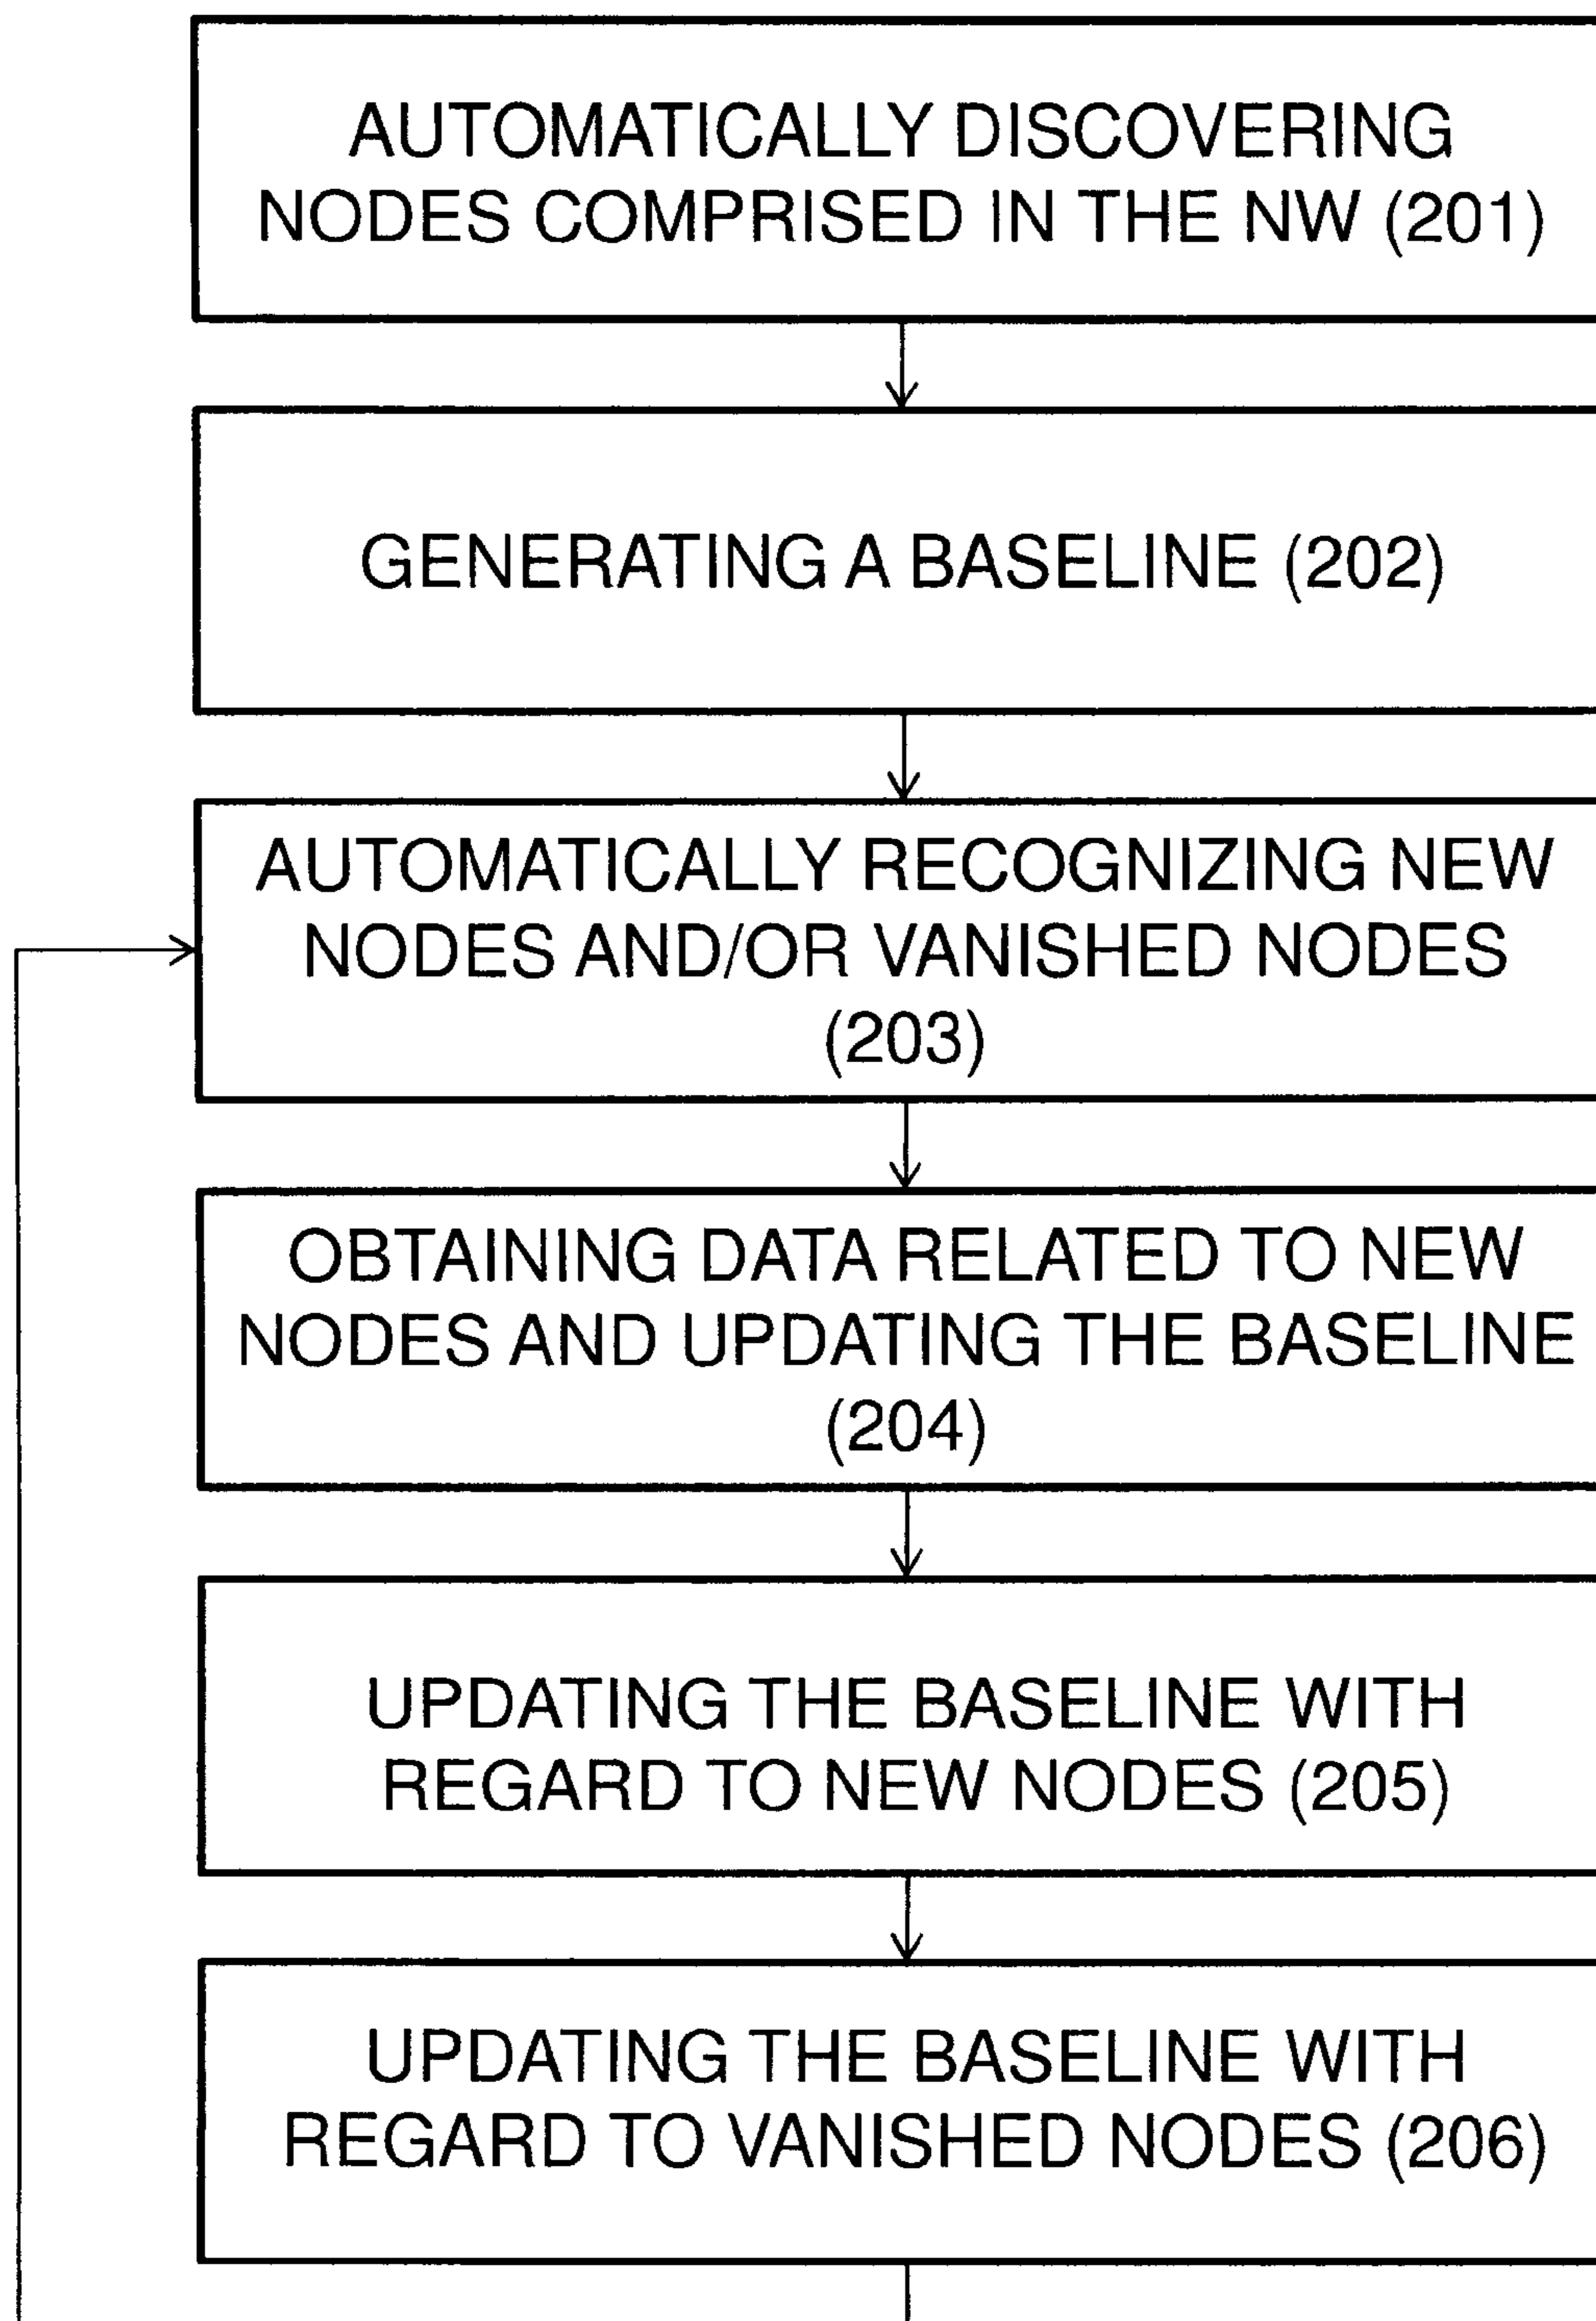 AUTOMATICALLY DISCOVERING
NODES COMPRISED IN THE NW (201)
GENERATING A BASELINE (202)
AUTOMATICALLY RECOGNIZING NEW
NODES AND/OR VANISHED NODES
(203)
OBTAINING DATA RELATED TO NEW
NODES AND UPDATING THE BASELINE
(204)
UPDATING THE BASELINE WITH
REGARD TO NEW NODES (205)
UPDATING THE BASELINE WITH
REGARD TO VANISHED NODES (206)